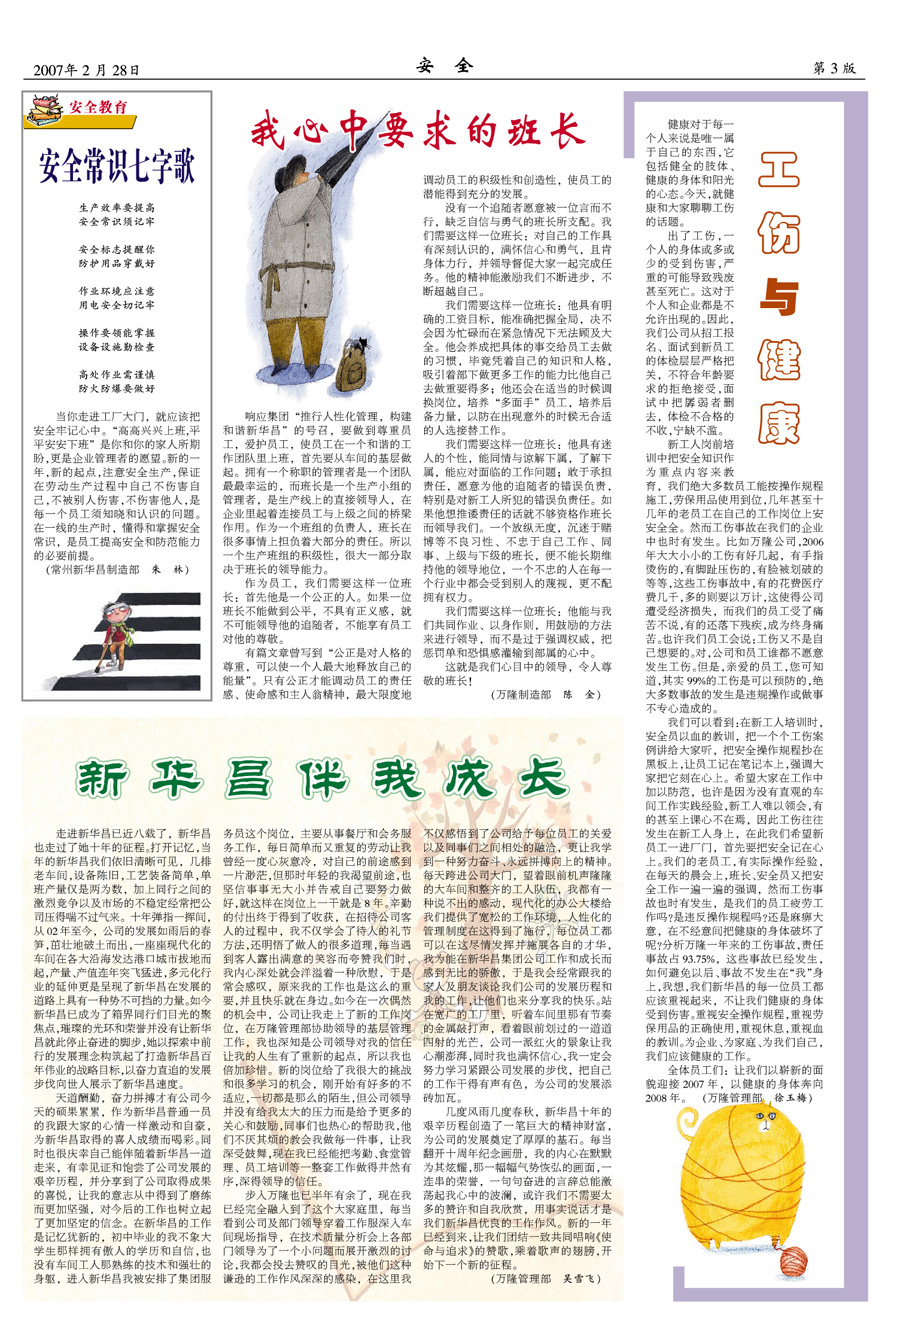 2007年2月28日
安 全
第3版
安全教育
安全常识七字歌
生产效率要提高
安全常识须记牢
安全标志提醒你
防护用品穿戴好
作业环境应注意
用电安全切记牢
操作要领能掌握
设备设施勤检查
高处作业需谨慎
防火防爆要做好
当你走进工厂大门，就应该把
安全牢记心中。“高高兴兴上班,平
平安安下班”是你和你的家人所期
盼,更是企业管理者的愿望。新的一
年,新的起点,注意安全生产,保证
在劳动生产过程中自己不伤害自
己,不被别人伤害,不伤害他人,是
每一个员工须知晓和认识的问题。
在一线的生产时，懂得和掌握安全
常识，是员工提高安全和防范能力
的必要前提。
(常州新华昌制造部 朱 林)
我心中要求的班长
响应集团“推行人性化管理，构建
和谐新华昌”的号召，要做到尊重员
工，爱护员工，使员工在一个和谐的工
作团队里上班，首先要从车间的基层做
起。拥有一个称职的管理者是一个团队
最最幸运的，而班长是一个生产小组的
管理者，是生产线上的直接领导人，在
企业里起着连接员工与上级之间的桥梁
作用。作为一个班组的负责人，班长在
很多事情上担负着大部分的责任。所以
一个生产班组的积极性，很大一部分取
决于班长的领导能力。
作为员工，我们需要这样一位班
长：首先他是一个公正的人。如果一位
班长不能做到公平，不具有正义感，就
不可能领导他的追随者，不能享有员工
对他的尊敬。
有篇文章曾写到“公正是对人格的
尊重，可以使一个人最大地释放自己的
能量”。只有公正才能调动员工的责任
感、使命感和主人翁精神，最大限度地
调动员工的积级性和创造性，使员工的
潜能得到充分的发展。
没有一个追随者愿意被一位言而不
行，缺乏自信与勇气的班长所支配。我
们需要这样一位班长：对自己的工作具
有深刻认识的，满怀信心和勇气，且肯
身体力行，并领导督促大家一起完成任
务。他的精神能激励我们不断进步，不
断超越自己。
我们需要这样一位班长：他具有明
确的工资目标，能准确把握全局，决不
会因为忙碌而在紧急情况下无法顾及大
全。他会养成把具体的事交给员工去做
的习惯，毕竟凭着自己的知识和人格，
吸引着部下做更多工作的能力比他自己
去做重要得多；他还会在适当的时候调
换岗位，培养“多面手”员工，培养后
备力量，以防在出现意外的时候无合适
的人选接替工作。
我们需要这样一位班长：他具有迷
人的个性，能同情与谅解下属，了解下
属，能应对面临的工作问题；敢于承担
责任，愿意为他的追随者的错误负责，
特别是对新工人所犯的错误负责任。如
果他想推诿责任的话就不够资格作班长
而领导我们。一个放纵无度，沉迷于赌
博等不良习性、不忠于自己工作、同
事、上级与下级的班长，便不能长期维
持他的领导地位，一个不忠的人在每一
个行业中都会受到别人的蔑视，更不配
拥有权力。
我们需要这样一位班长：他能与我
们共同作业、以身作则，用鼓励的方法
来进行领导，而不是过于强调权威，把
惩罚单和恐惧感灌输到部属的心中。
这就是我们心目中的领导，令人尊
敬的班长！
(万隆制造部 陈 金)
工伤与健康
健康对于每一
个人来说是唯一属
于自己的东西,它
包括健全的肢体、
健康的身体和阳光
的心态。今天,就健
康和大家聊聊工伤
的话题。
出了工伤,一
个人的身体或多或
少的受到伤害,严
重的可能导致残废
甚至死亡。这对于
个人和企业都是不
允许出现的。因此,
我们公司从招工报
名、面试到新员工
的体检层层严格把
关，不符合年龄要
求的拒绝接受,面
试中把孱弱者删
去，体检不合格的
不收,宁缺不滥。
新工人岗前培
训中把安全知识作
为重点内容来教
育，我们绝大多数员工能按操作规程
施工,劳保用品使用到位,几年甚至十
几年的老员工在自己的工作岗位上安
安全全。然而工伤事故在我们的企业
中也时有发生。比如万隆公司,2006
年大大小小的工伤有好几起，有手指
烫伤的,有脚趾压伤的,有脸被划破的
等等,这些工伤事故中,有的花费医疗
费几千,多的则要以万计,这使得公司
遭受经济损失，而我们的员工受了痛
苦不说,有的还落下残疾,成为终身痛
苦。也许我们员工会说:工伤又不是自
己想要的。对,公司和员工谁都不愿意
发生工伤。但是,亲爱的员工,您可知
道,其实99%的工伤是可以预防的,绝
大多数事故的发生是违规操作或做事
不专心造成的。
我们可以看到:在新工人培训时,
安全员以血的教训，把一个个工伤案
例讲给大家听，把安全操作规程抄在
黑板上,让员工记在笔记本上,强调大
家把它刻在心上。希望大家在工作中
加以防范，也许是因为没有直观的车
间工作实践经验,新工人难以领会,有
的甚至上课心不在焉，因此工伤往往
发生在新工人身上，在此我们希望新
员工一进厂门，首先要把安全记在心
上。我们的老员工,有实际操作经验,
在每天的晨会上,班长、安全员又把安
全工作一遍一遍的强调，然而工伤事
故也时有发生，是我们的员工疲劳工
作吗?是违反操作规程吗?还是麻痹大
意，在不经意间把健康的身体破坏了
呢?分析万隆一年来的工伤事故,责任
事故占93.75%，这些事故已经发生,
如何避免以后、事故不发生在“我”身
上,我想,我们新华昌的每一位员工都
应该重视起来，不让我们健康的身体
受到伤害。重视安全操作规程,重视劳
保用品的正确使用,重视休息,重视血
的教训。为企业、为家庭、为我们自己,
我们应该健康的工作。
全体员工们：让我们以崭新的面
貌迎接2007年，以健康的身体奔向
2008年。 (万隆管理部 徐玉梅)
新华昌伴我成长
走进新华昌已近八载了，新华昌
也走过了她十年的征程。打开记忆,当
年的新华昌我们依旧清晰可见，几排
老车间,设备陈旧,工艺装备简单,单
班产量仅是两为数，加上同行之间的
激烈竞争以及市场的不稳定经常把公
司压得喘不过气来。十年弹指一挥间,
从02年至今，公司的发展如雨后的春
笋,茁壮地破土而出,一座座现代化的
车间在各大沿海发达港口城市拔地而
起,产量、产值连年突飞猛进,多元化行
业的延伸更是呈现了新华昌在发展的
道路上具有一种势不可挡的力量。如今
新华昌已成为了箱界同行们目光的聚
焦点,璀璨的光环和荣誉并没有让新华
昌就此停止奋进的脚步,她以探索中前
行的发展理念构筑起了打造新华昌百
年伟业的战略目标,以奋力直追的发展
步伐向世人展示了新华昌速度。
天道酬勤，奋力拼搏才有公司今
天的硕果累累，作为新华昌普通一员
的我跟大家的心情一样激动和自豪,
为新华昌取得的喜人成绩而喝彩。同
时也很庆幸自己能伴随着新华昌一道
走来，有幸见证和饱尝了公司发展的
艰辛历程，并分享到了公司取得成果
的喜悦，让我的意志从中得到了磨练
而更加坚强，对今后的工作也树立起
了更加坚定的信念。在新华昌的工作
是记忆犹新的，初中毕业的我不象大
学生那样拥有傲人的学历和自信,也
没有车间工人那熟练的技术和强壮的
身躯，进入新华昌我被安排了集团服
务员这个岗位，主要从事餐厅和会务服
务工作，每日简单而又重复的劳动让我
曾经一度心灰意冷，对自己的前途感到
一片渺茫,但那时年轻的我渴望前途,也
坚信事事无大小并告戒自己要努力做
好,就这样在岗位上一干就是8年。辛勤
的付出终于得到了收获，在招待公司客
人的过程中，我不仅学会了待人的礼节
方法,还明悟了做人的很多道理,每当遇
到客人露出满意的笑容而夸赞我们时,
我内心深处就会洋溢着一种欣慰，于是
常会感叹，原来我的工作也是这么的重
要,并且快乐就在身边。如今在一次偶然
的机会中，公司让我走上了新的工作岗
位，在万隆管理部协助领导的基层管理
工作，我也深知是公司领导对我的信任
让我的人生有了重新的起点，所以我也
倍加珍惜。新的岗位给了我很大的挑战
和很多学习的机会，刚开始有好多的不
适应，一切都是那么的陌生,但公司领导
并没有给我太大的压力而是给予更多的
关心和鼓励,同事们也热心的帮助我,他
们不厌其烦的教会我做每一件事，让我
深受鼓舞,现在我已经能把考勤、食堂管
理、员工培训等一整套工作做得井然有
序,深得领导的信任。
步入万隆也已半年有余了，现在我
已经完全融入到了这个大家庭里，每当
看到公司及部门领导穿着工作服深入车
间现场指导，在技术质量分析会上各部
门领导为了一个小问题而展开激烈的讨
论,我都会投去赞叹的目光,被他们这种
谦逊的工作作风深深的感染，在这里我
不仅感悟到了公司给予每位员工的关爱
以及同事们之间相处的融洽，更让我学
到一种努力奋斗、永远拼搏向上的精神。
每天跨进公司大门，望着眼前机声隆隆
的大车间和整齐的工人队伍，我都有一
种说不出的感动，现代化的办公大楼给
我们提供了宽松的工作环境，人性化的
管理制度在这得到了施行，每位员工都
可以在这尽情发挥并施展各自的才华,
我为能在新华昌集团公司工作和成长而
感到无比的骄傲，于是我会经常跟我的
家人及朋友谈论我们公司的发展历程和
我的工作,让他们也来分享我的快乐。站
在宽广的工厂里，听着车间里那有节奏
的金属敲打声，看着眼前划过的一道道
四射的光芒，公司一派红火的景象让我
心潮澎湃,同时我也满怀信心,我一定会
努力学习紧跟公司发展的步伐，把自己
的工作干得有声有色，为公司的发展添
砖加瓦。
几度风雨几度春秋，新华昌十年的
艰辛历程创造了一笔巨大的精神财富,
为公司的发展奠定了厚厚的基石。每当
翻开十周年纪念画册，我的内心在默默
为其炫耀,那一幅幅气势恢弘的画面,一
连串的荣誉，一句句奋进的言辞总能激
荡起我心中的波澜，或许我们不需要太
多的赞许和自我欣赏，用事实说话才是
我们新华昌优良的工作作风。新的一年
已经到来,让我们团结一致共同唱响《使
命与追求》的赞歌,乘着歌声的翅膀,开
始下一个新的征程。
(万隆管理部 吴雪飞)